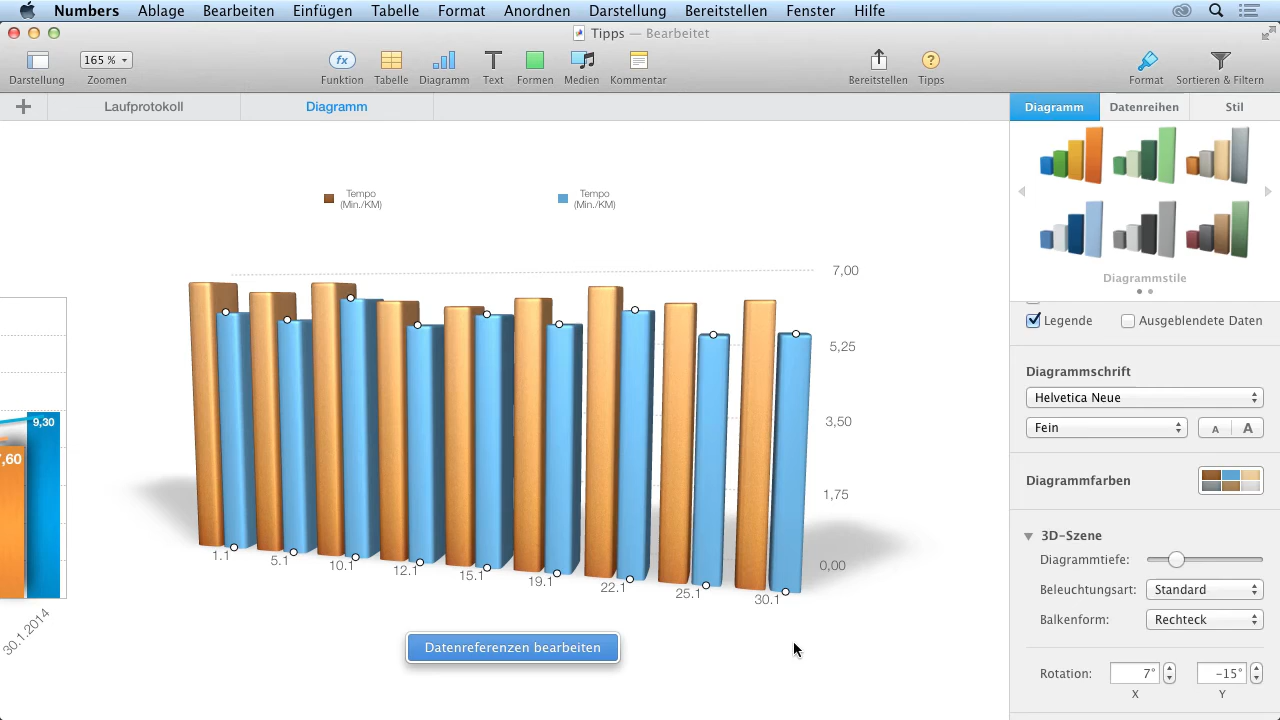 Numbers Ablage Bearbeiten Einfügen Tabelle Format Anordnen Darstellung Bereitstellen Fenster Hilfe
Tipps — Bearbeitet
165 %
fx
?
Darstellung Zoomen Funktion Tabelle Diagramm Text Formen Medien Kommentar Bereitstellen Tipps Format Sortieren & Filtern
Laufprotokoll Diagramm
Diagramm Datenreihen Stil
Tempo
(Min./KM)
Tempo
(Min./KM)
7,00
5,25
3,50
1,75
0,00
1.1
5.1
10.1
12.1
15.1
19.1
22.1
25.1
30.1
9,30
7,60
30.1.2014
Datenreferenzen bearbeiten
Diagrammstile
Legende Ausgeblendete Daten
Diagrammschrift
Helvetica Neue
Fein A A
Diagrammfarben
3D-Szene
Diagrammtiefe:
Beleuchtungsart: Standard
Balkenform: Rechteck
Rotation: 7° -15°
X Y